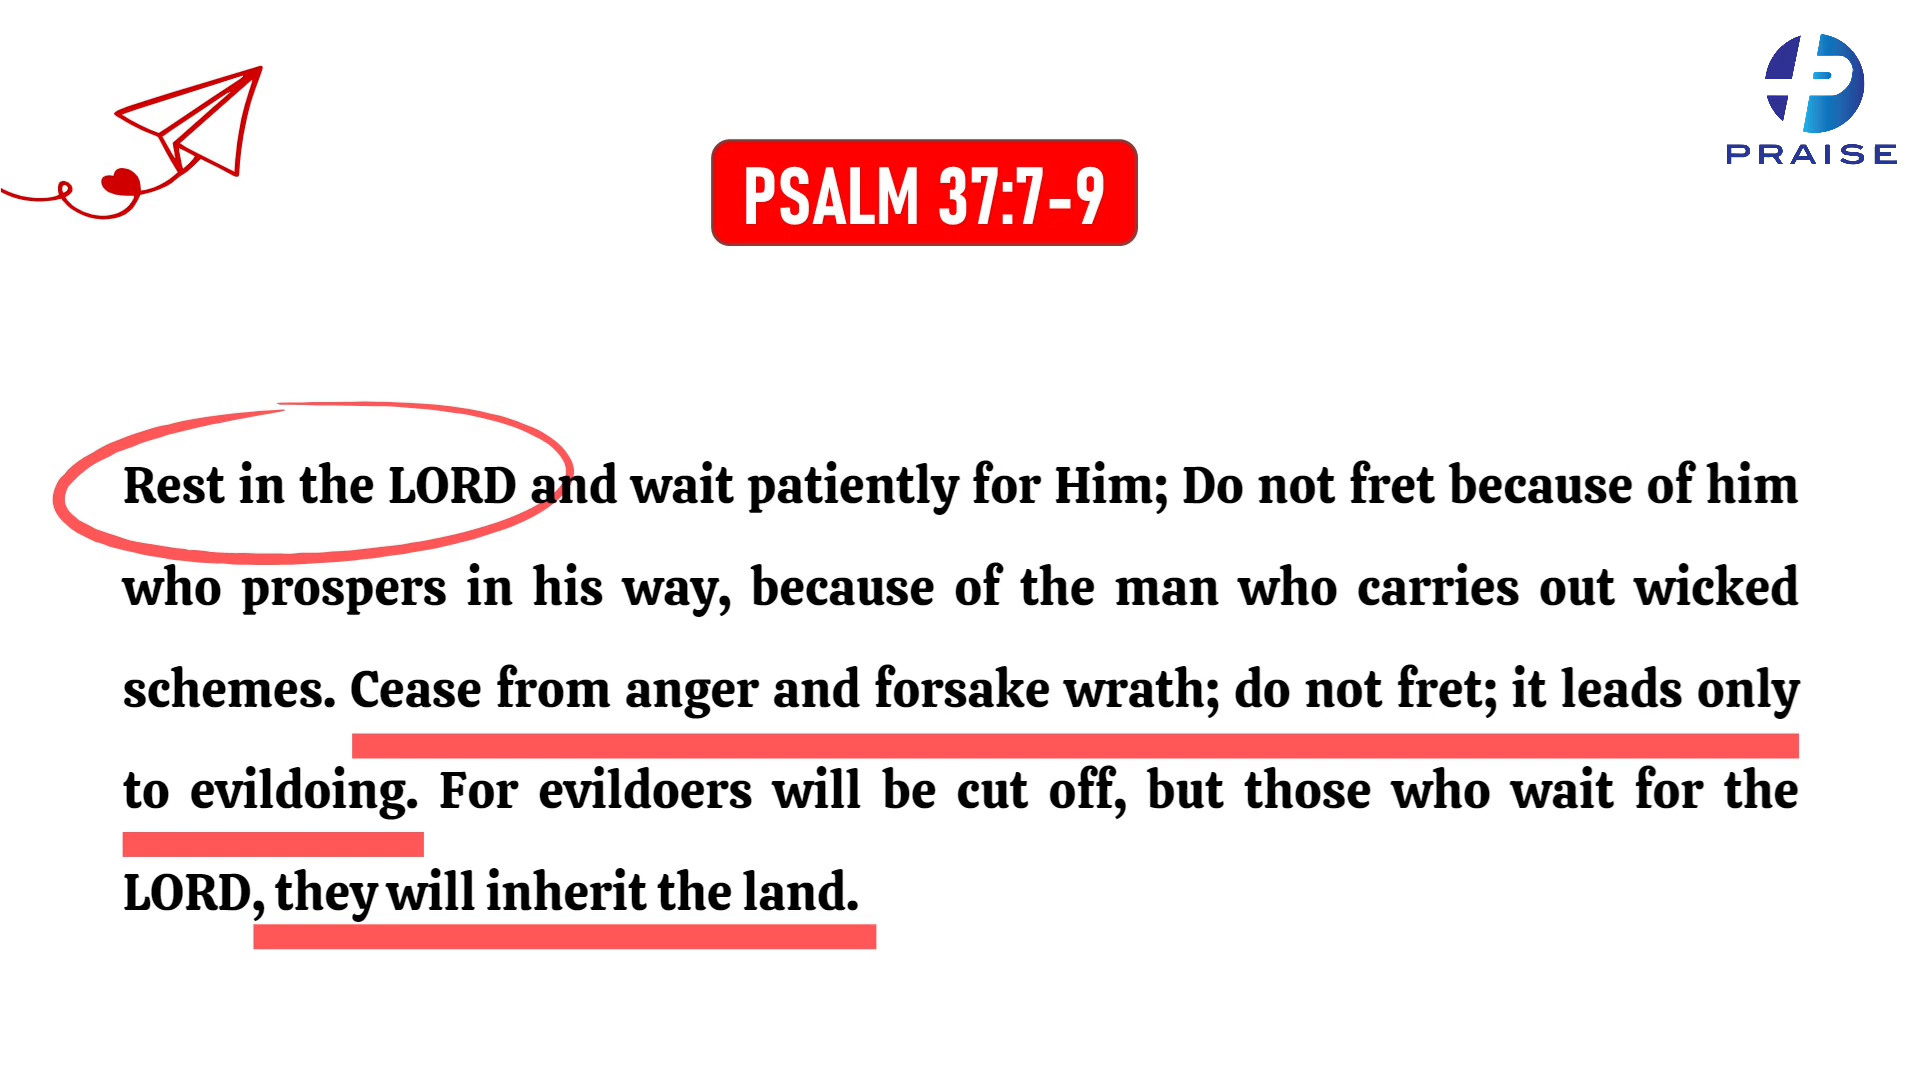 PRAISE
PSALM 37:7-9
Rest in the LORD and wait patiently for Him; Do not fret because of him
who prospers in his way, because of the man who carries out wicked
schemes. Cease from anger and forsake wrath; do not fret; it leads only
to evildoing. For evildoers will be cut off, but those who wait for the
LORD, they will inherit the land.